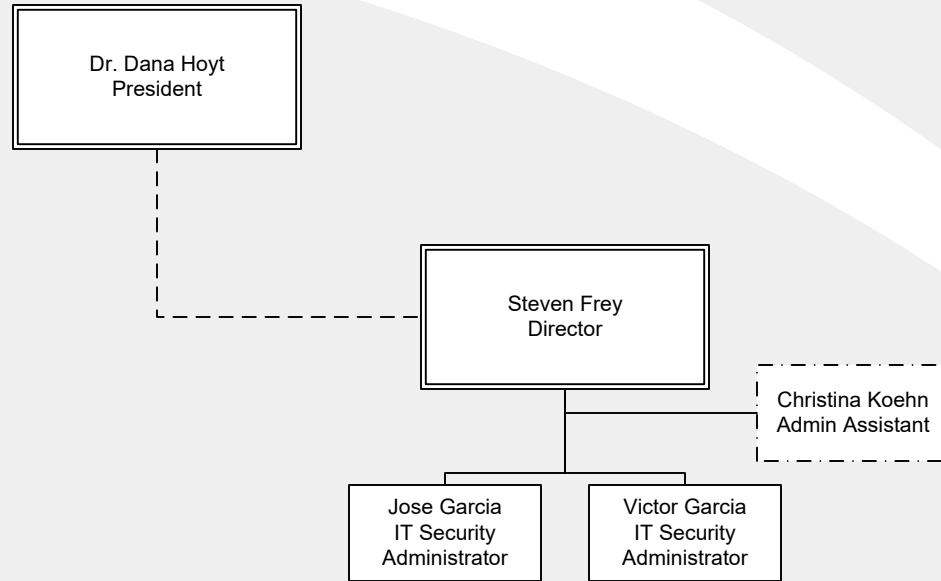 Dr. Dana Hoyt
President
Steven Frey
Director
Christina Koehn
Admin Assistant
Jose Garcia
IT Security
Administrator
Victor Garcia
IT Security
Administrator